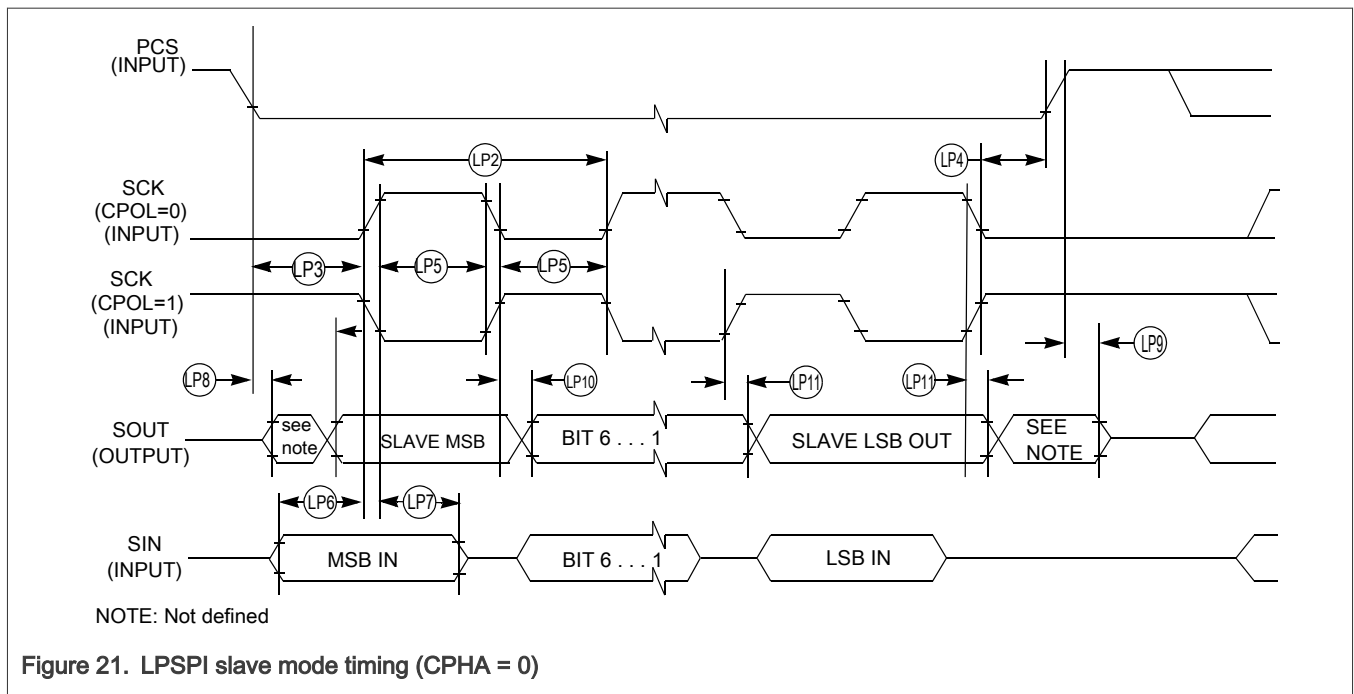 PCS
(INPUT)
LP2
LP4
SCK
(CPOL=0)
(INPUT)
LP3
LP5
LP5
SCK
(CPOL=1)
(INPUT)
LP9
LP8
LP10
LP11
LP11
SOUT
(OUTPUT)
see
note
SLAVE MSB
BIT 6 . . . 1
SLAVE LSB OUT
SEE
NOTE
LP6
LP7
SIN
(INPUT)
MSB IN
BIT 6 . . . 1
LSB IN
NOTE: Not defined
Figure 21. LPSPI slave mode timing (CPHA = 0)